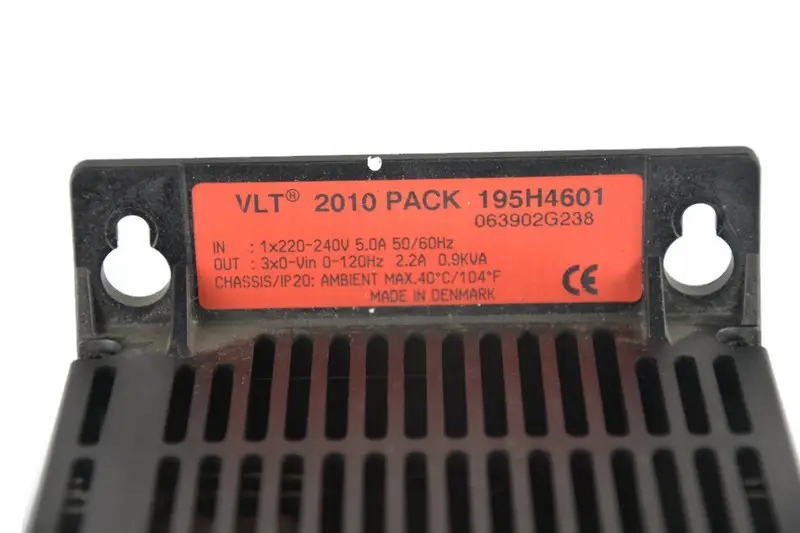 VLT® 2010 PACK 195H4601
063902G238
IN : 1x220-240V 5.0A 50/60Hz
OUT : 3x0-Vin 0-120Hz 2.2A 0.9KVA
CHASSIS/IP20: AMBIENT MAX.40°C/104°F
MADE IN DENMARK
CE